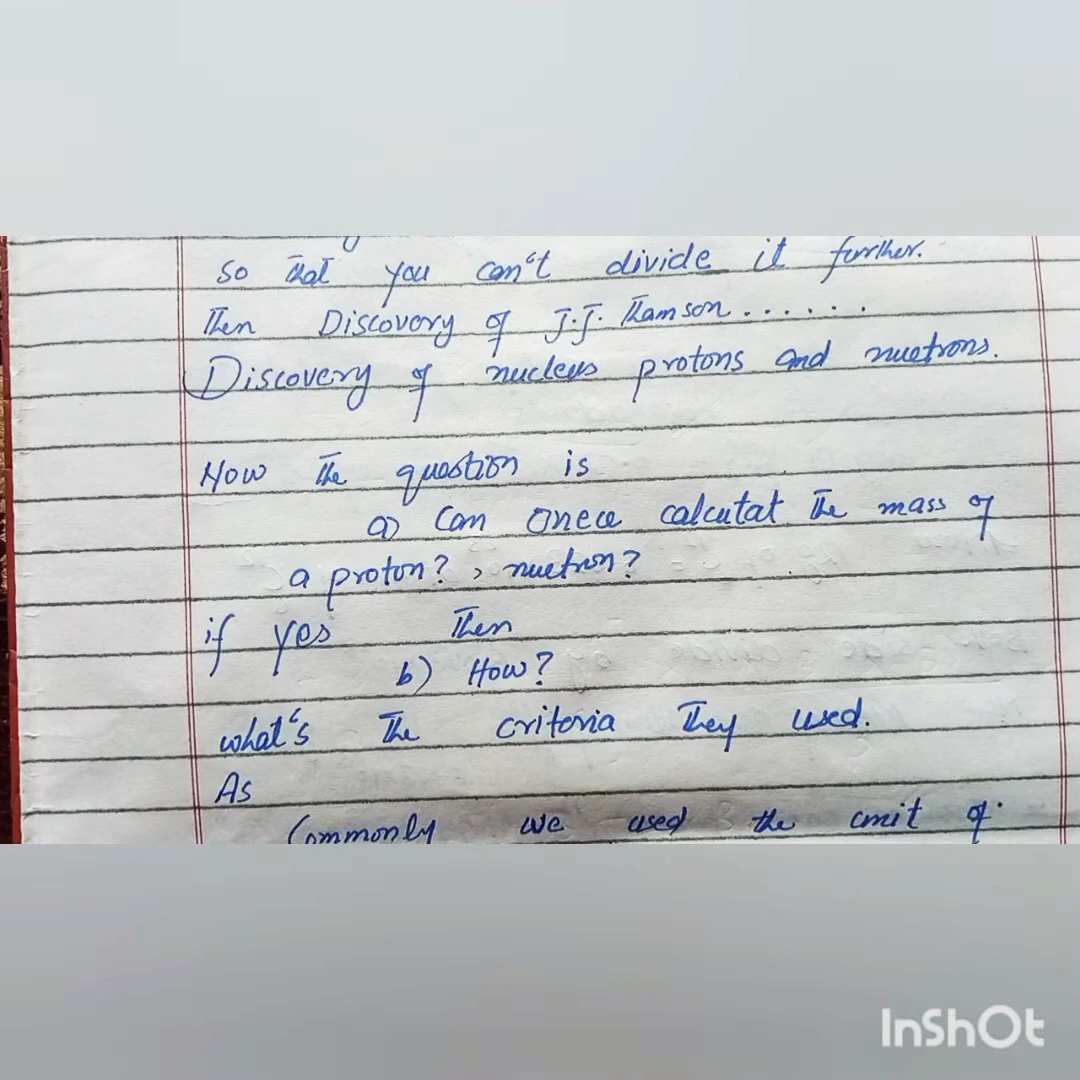 so that you can't divide it further.
Then Discovery of J.J. Thamson ......
Discovery of nucleus protons and nuetrons.
Now the question is
a) Can onece calcutat the mass of
a proton? , nuetron?
if yes Then
b) How?
what's The criteria They used.
As
Commonly we used the unit of
InShOt